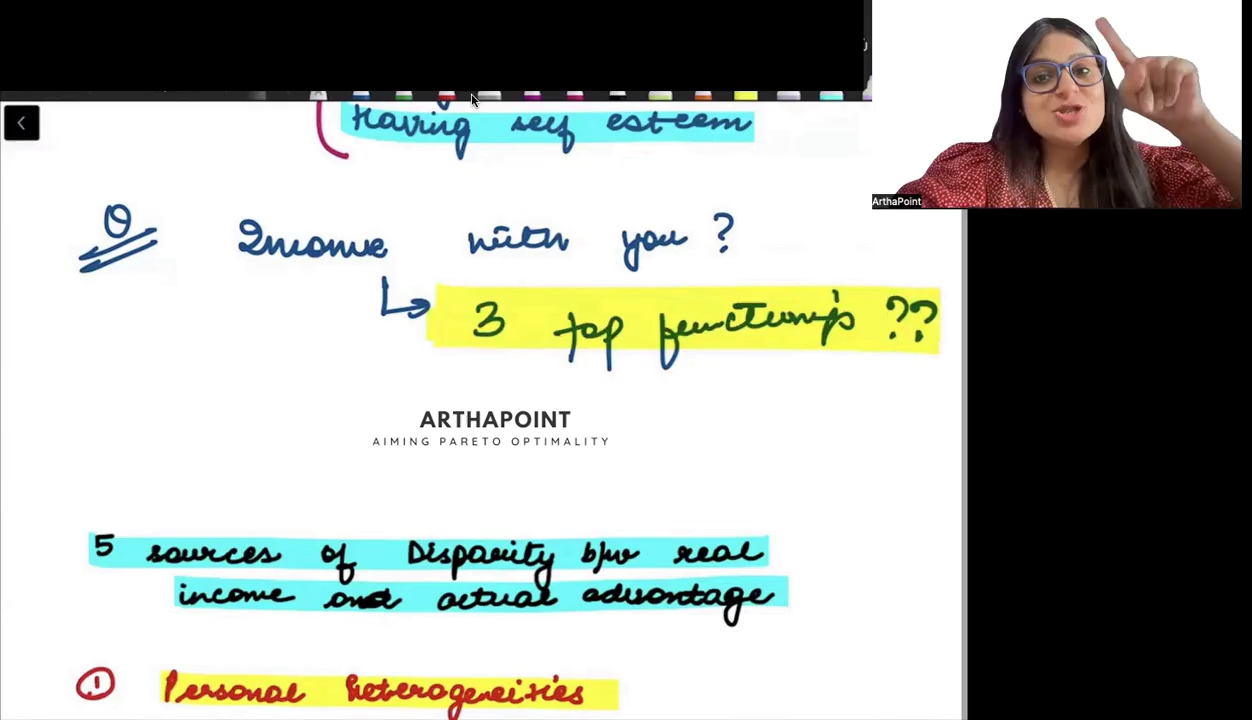 Having self esteem
ArthaPoint
Q Income with you ?
3 top functioning's ??
ARTHAPOINT
AIMING PARETO OPTIMALITY
5 sources of Disparity b/w real
income and actual advantage
1 Personal heterogeneities